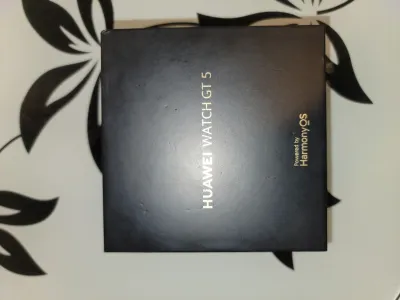 HUAWEI WATCH GT 5
Powered by
HarmonyOS